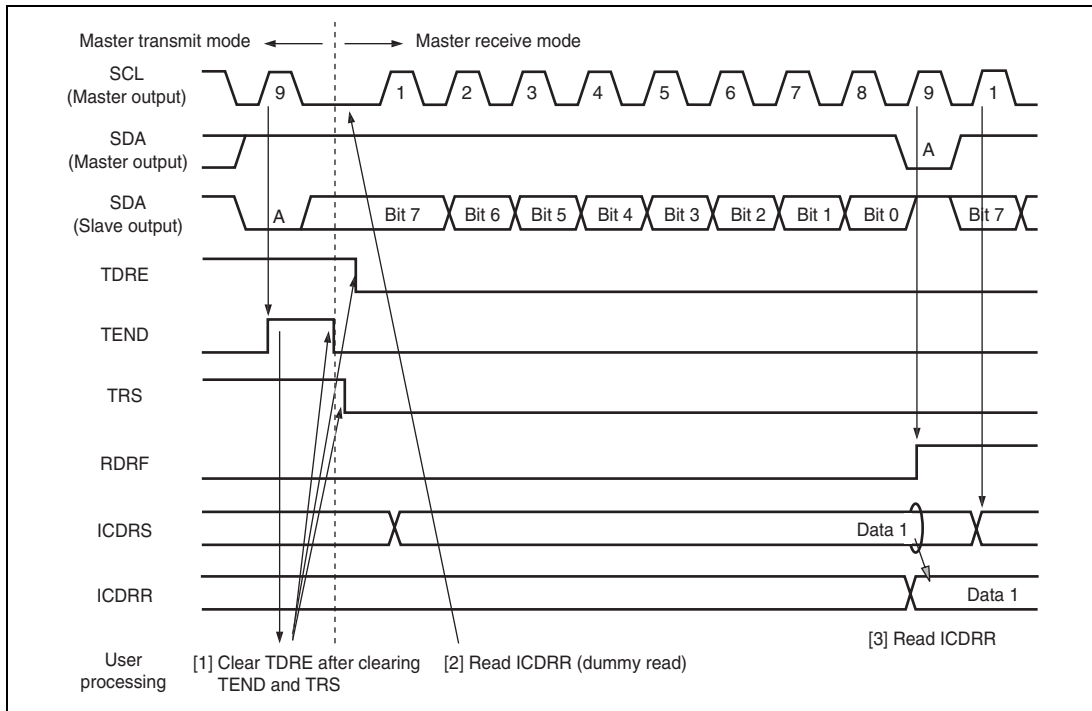 Master transmit mode
Master receive mode
SCL
(Master output)
9
1
2
3
4
5
6
7
8
9
1
SDA
(Master output)
A
SDA
(Slave output)
A
Bit 7
Bit 6
Bit 5
Bit 4
Bit 3
Bit 2
Bit 1
Bit 0
Bit 7
TDRE
TEND
TRS
RDRF
ICDRS
Data 1
ICDRR
Data 1
User
processing
[1] Clear TDRE after clearing
TEND and TRS
[2] Read ICDRR (dummy read)
[3] Read ICDRR